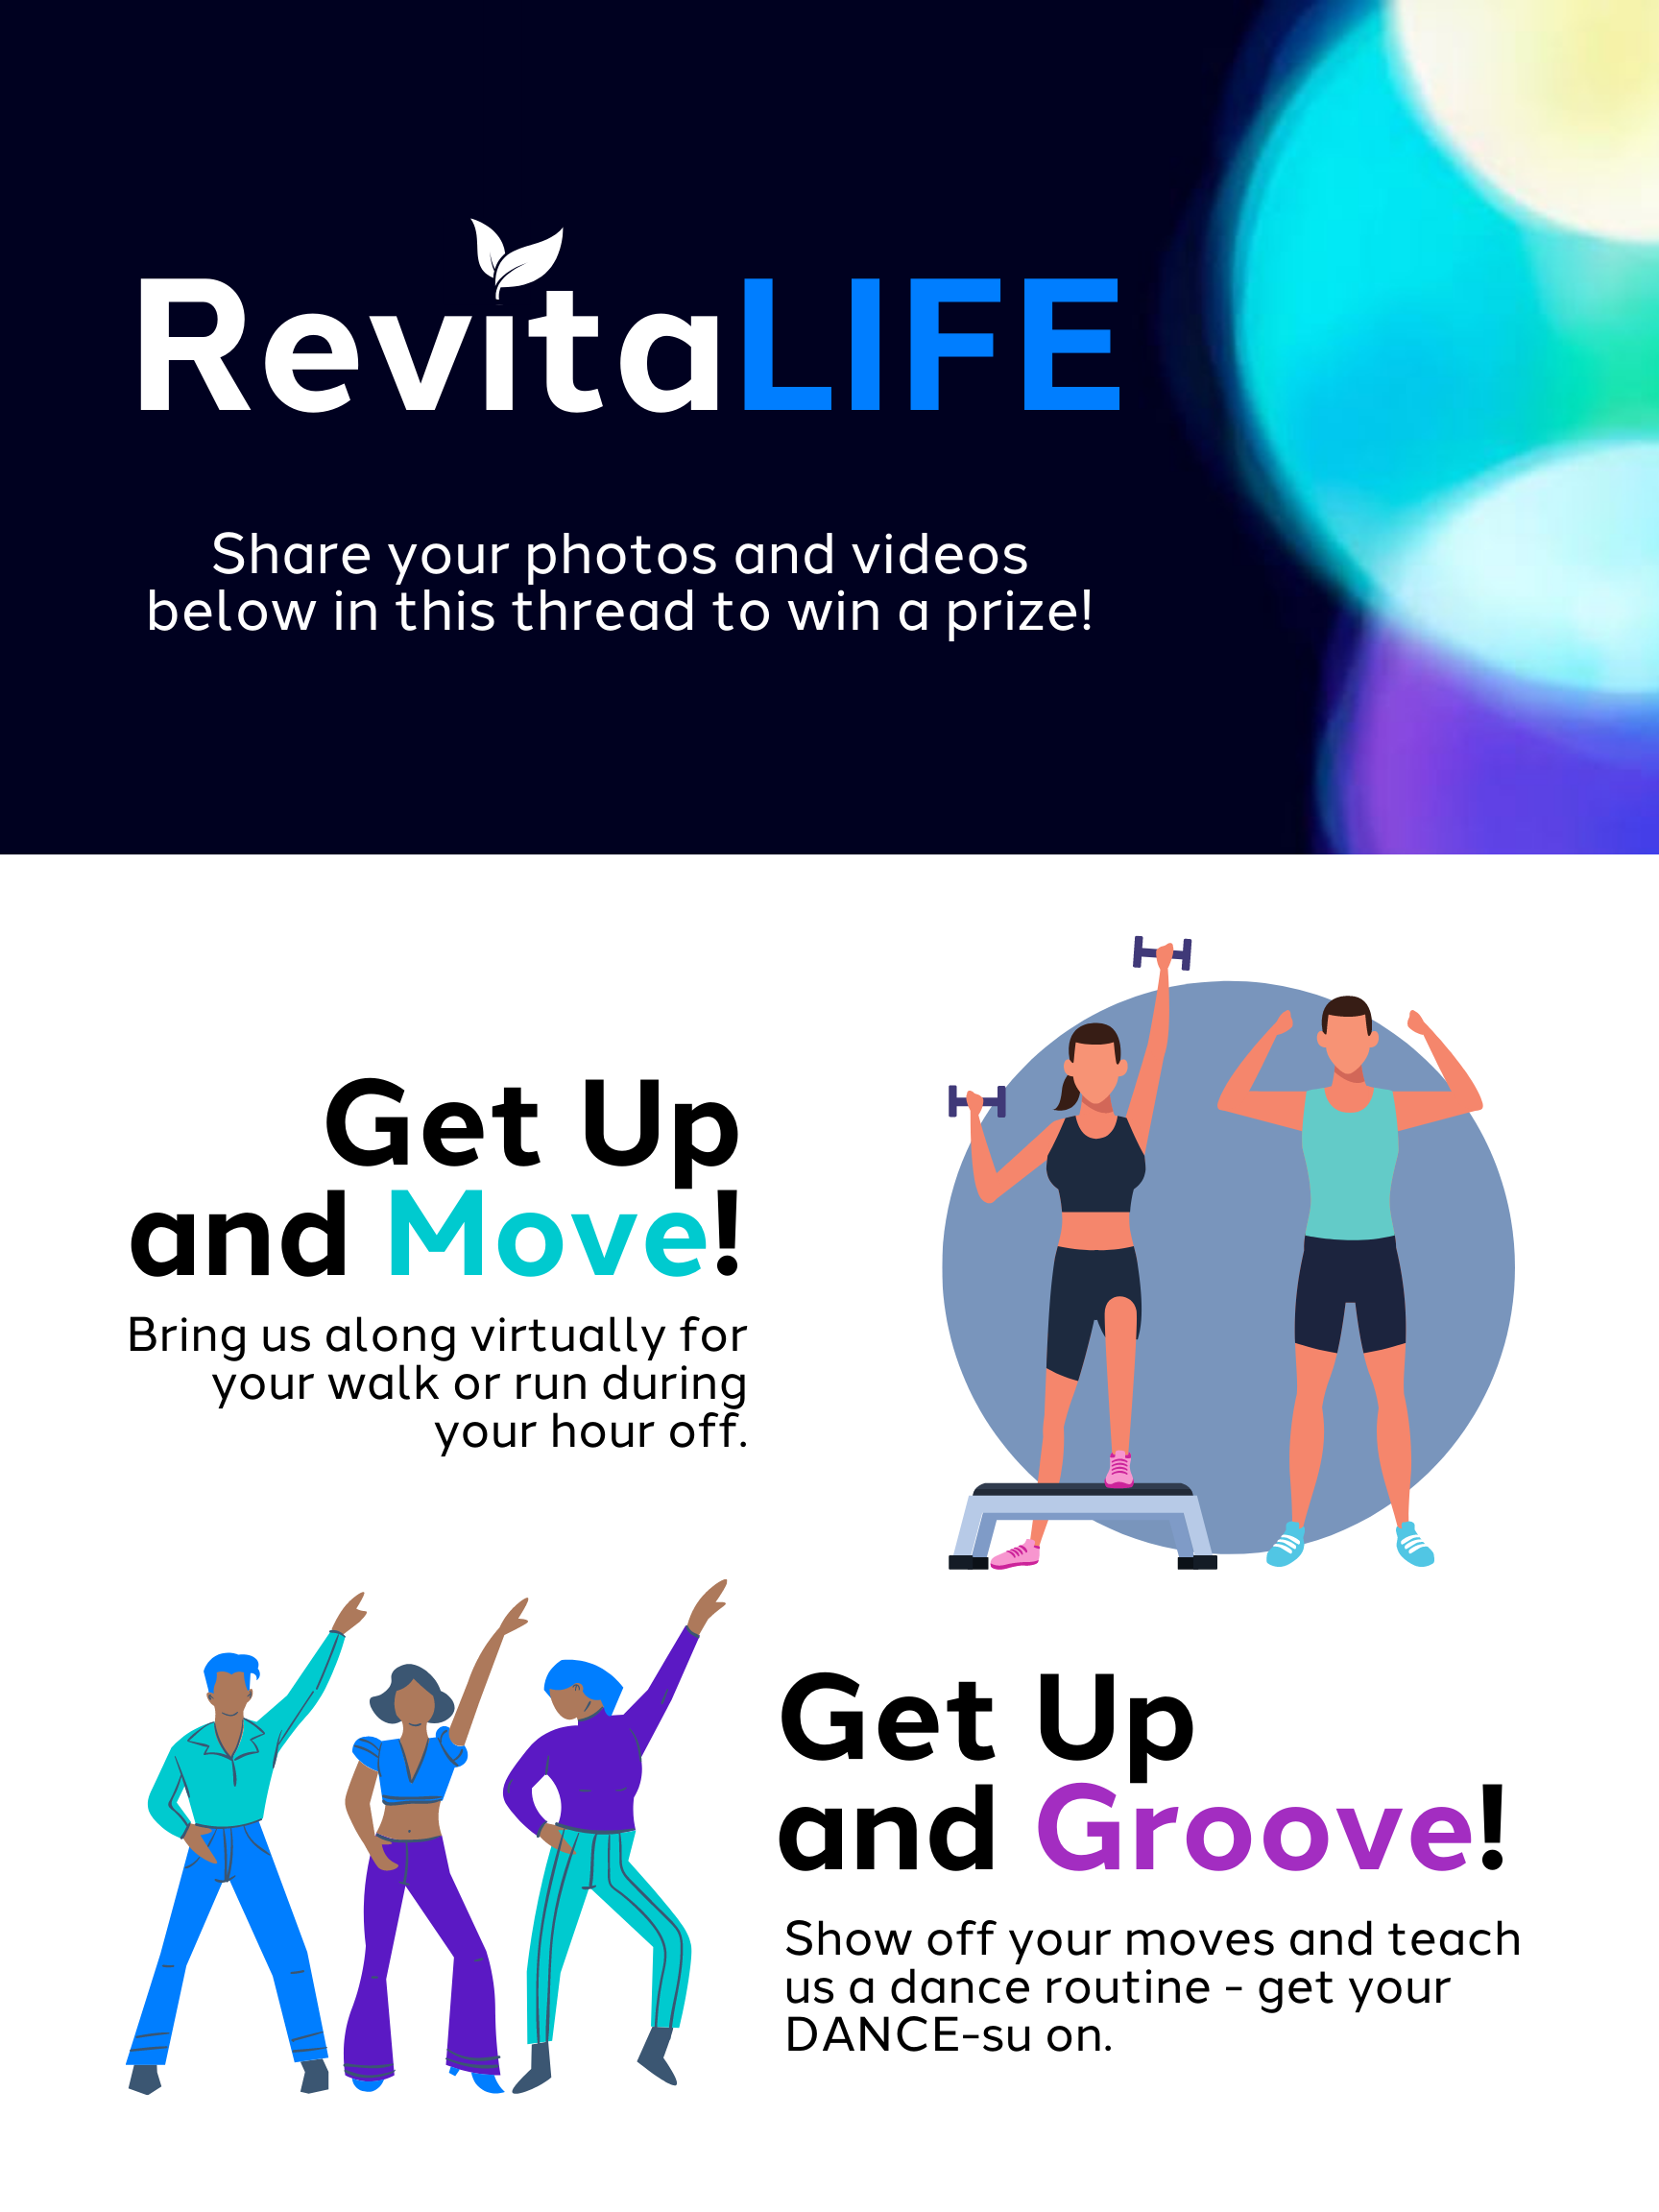 RevitaLIFE
Share your photos and videos
below in this thread to win a prize!
Get Up
and Move!
Bring us along virtually for
your walk or run during
your hour off.
Get Up
and Groove!
Show off your moves and teach
us a dance routine - get your
DANCE-su on.